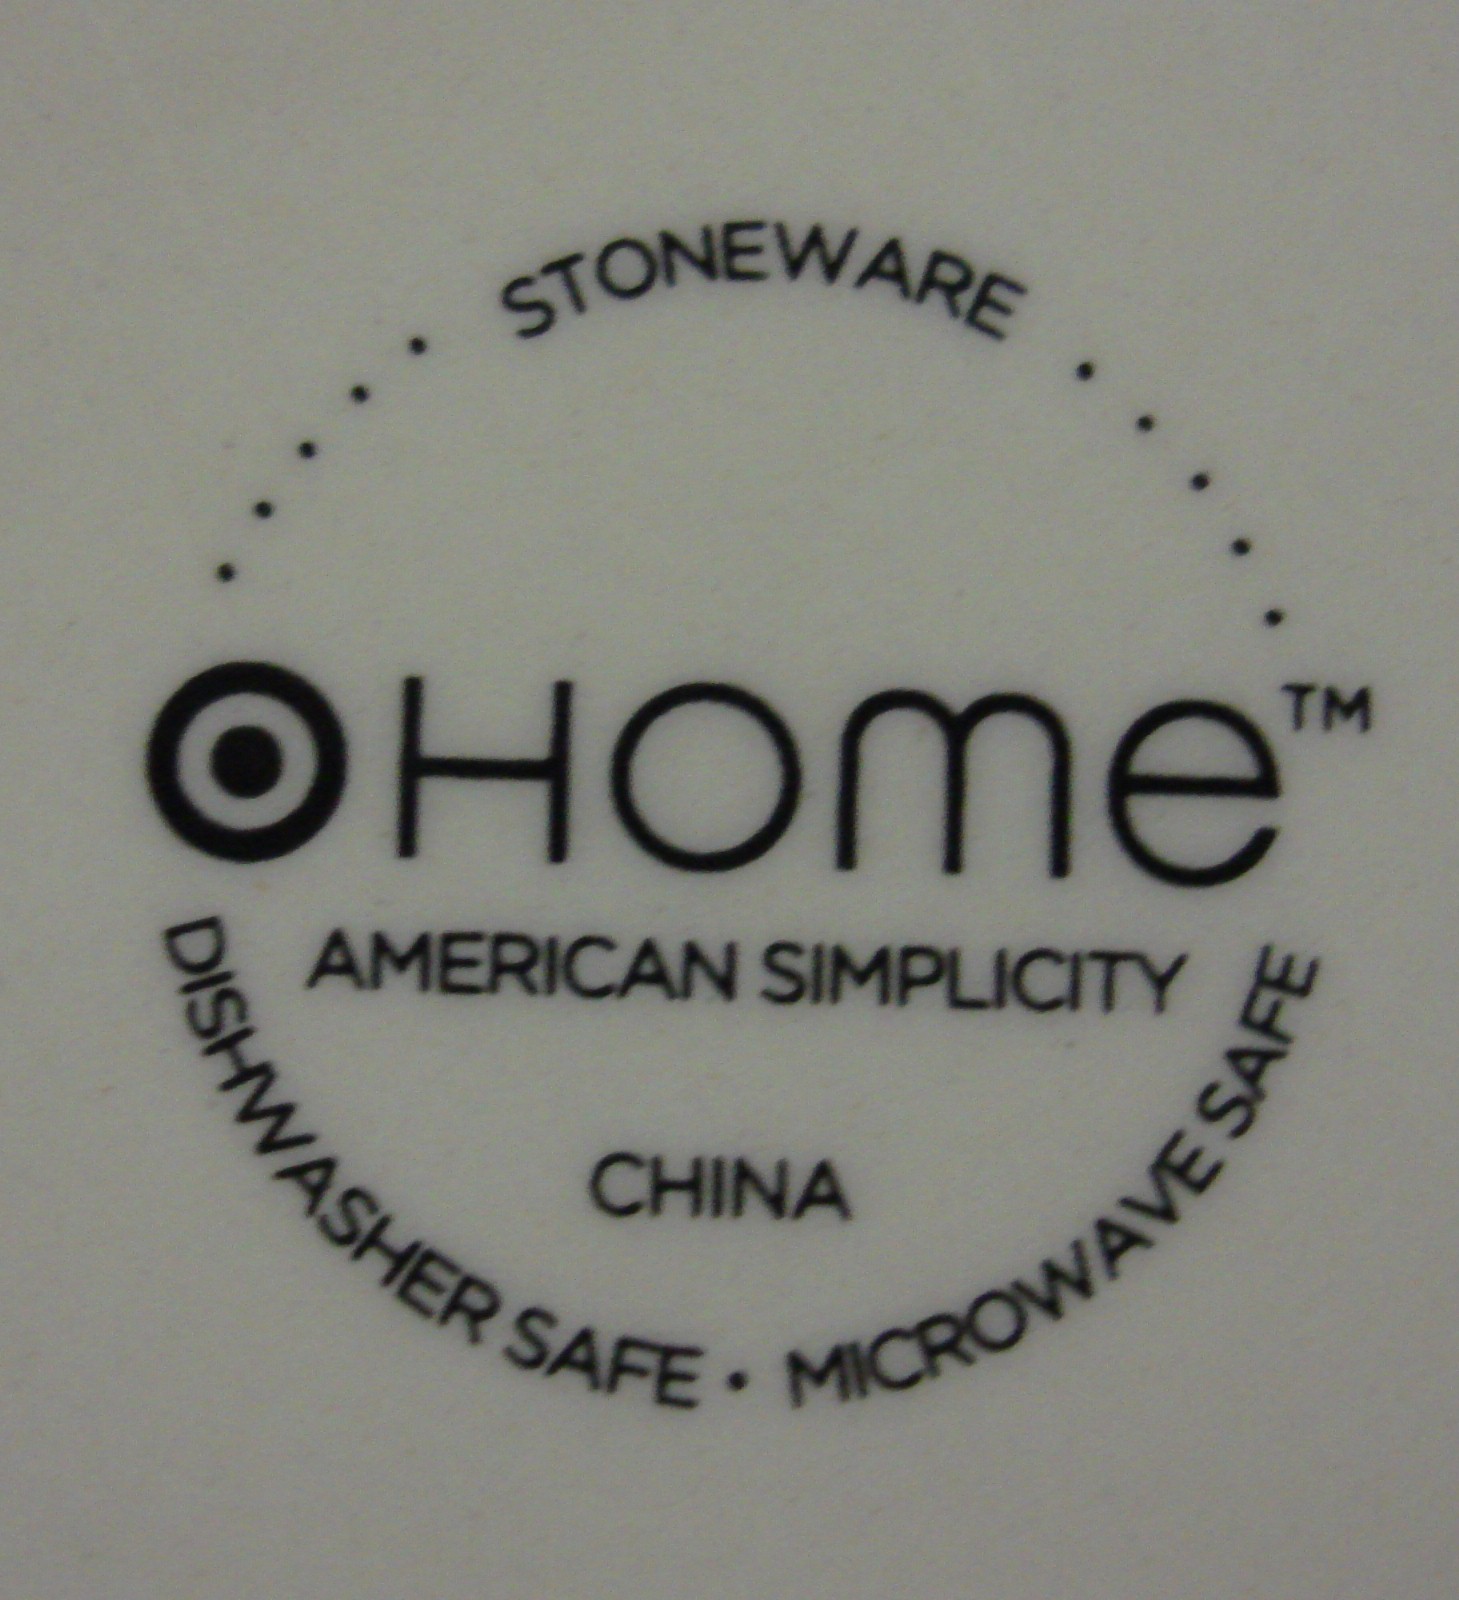 STONEWARE
Home™
AMERICAN SIMPLICITY
CHINA
DISHWASHER SAFE • MICROWAVE SAFE